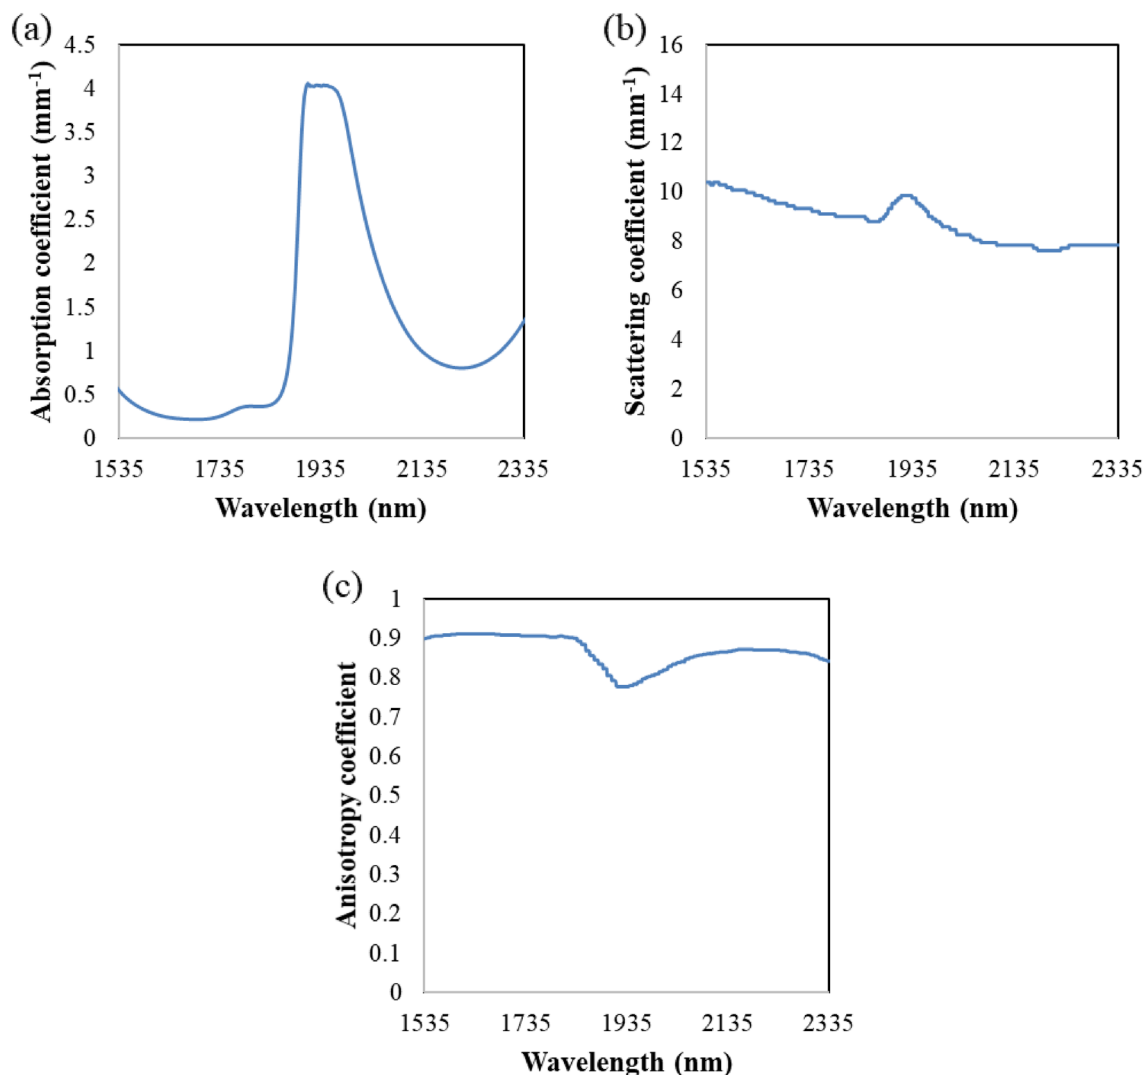 (a)
Absorption coefficient (mm⁻¹)
4.5
4
3.5
3
2.5
2
1.5
1
0.5
0
1535 1735 1935 2135 2335
Wavelength (nm)
(b)
Scattering coefficient (mm⁻¹)
16
14
12
10
8
6
4
2
0
1535 1735 1935 2135 2335
Wavelength (nm)
(c)
Anisotropy coefficient
1
0.9
0.8
0.7
0.6
0.5
0.4
0.3
0.2
0.1
0
1535 1735 1935 2135 2335
Wavelength (nm)